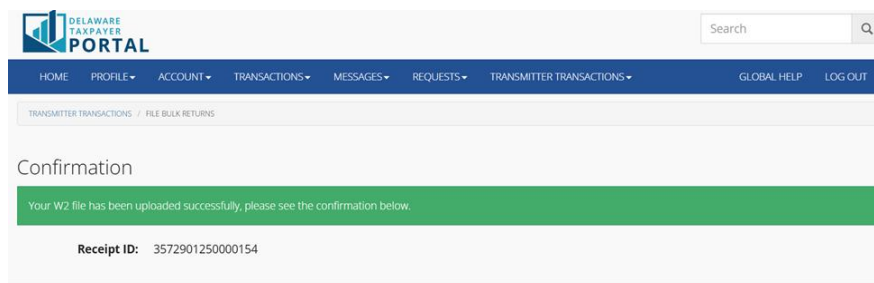 DELAWARE
TAXPAYER
PORTAL
Search
HOME PROFILE ACCOUNT TRANSACTIONS MESSAGES REQUESTS TRANSMITTER TRANSACTIONS GLOBAL HELP LOG OUT
TRANSMITTER TRANSACTIONS / FILE BULK RETURNS
Confirmation
Your W2 file has been uploaded successfully, please see the confirmation below.
Receipt ID: 3572901250000154